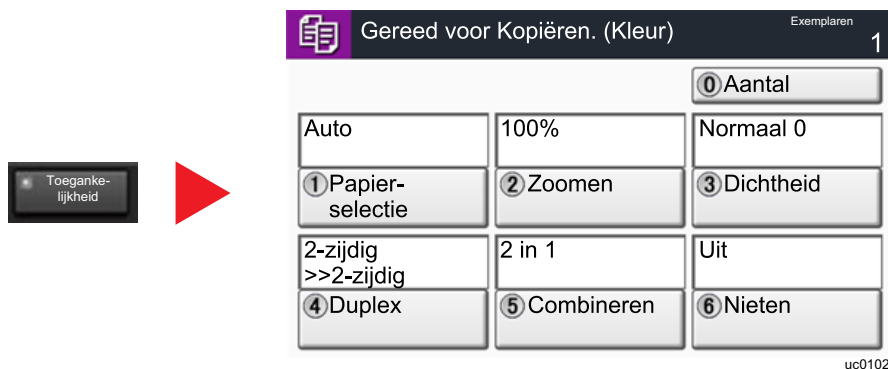 Toeganke-
lijkheid
Gereed voor Kopiëren. (Kleur)
Exemplaren
1
0 Aantal
Auto
100%
Normaal 0
1 Papier-
selectie
2 Zoomen
3 Dichtheid
2-zijdig
>>2-zijdig
2 in 1
Uit
4 Duplex
5 Combineren
6 Nieten
uc0102